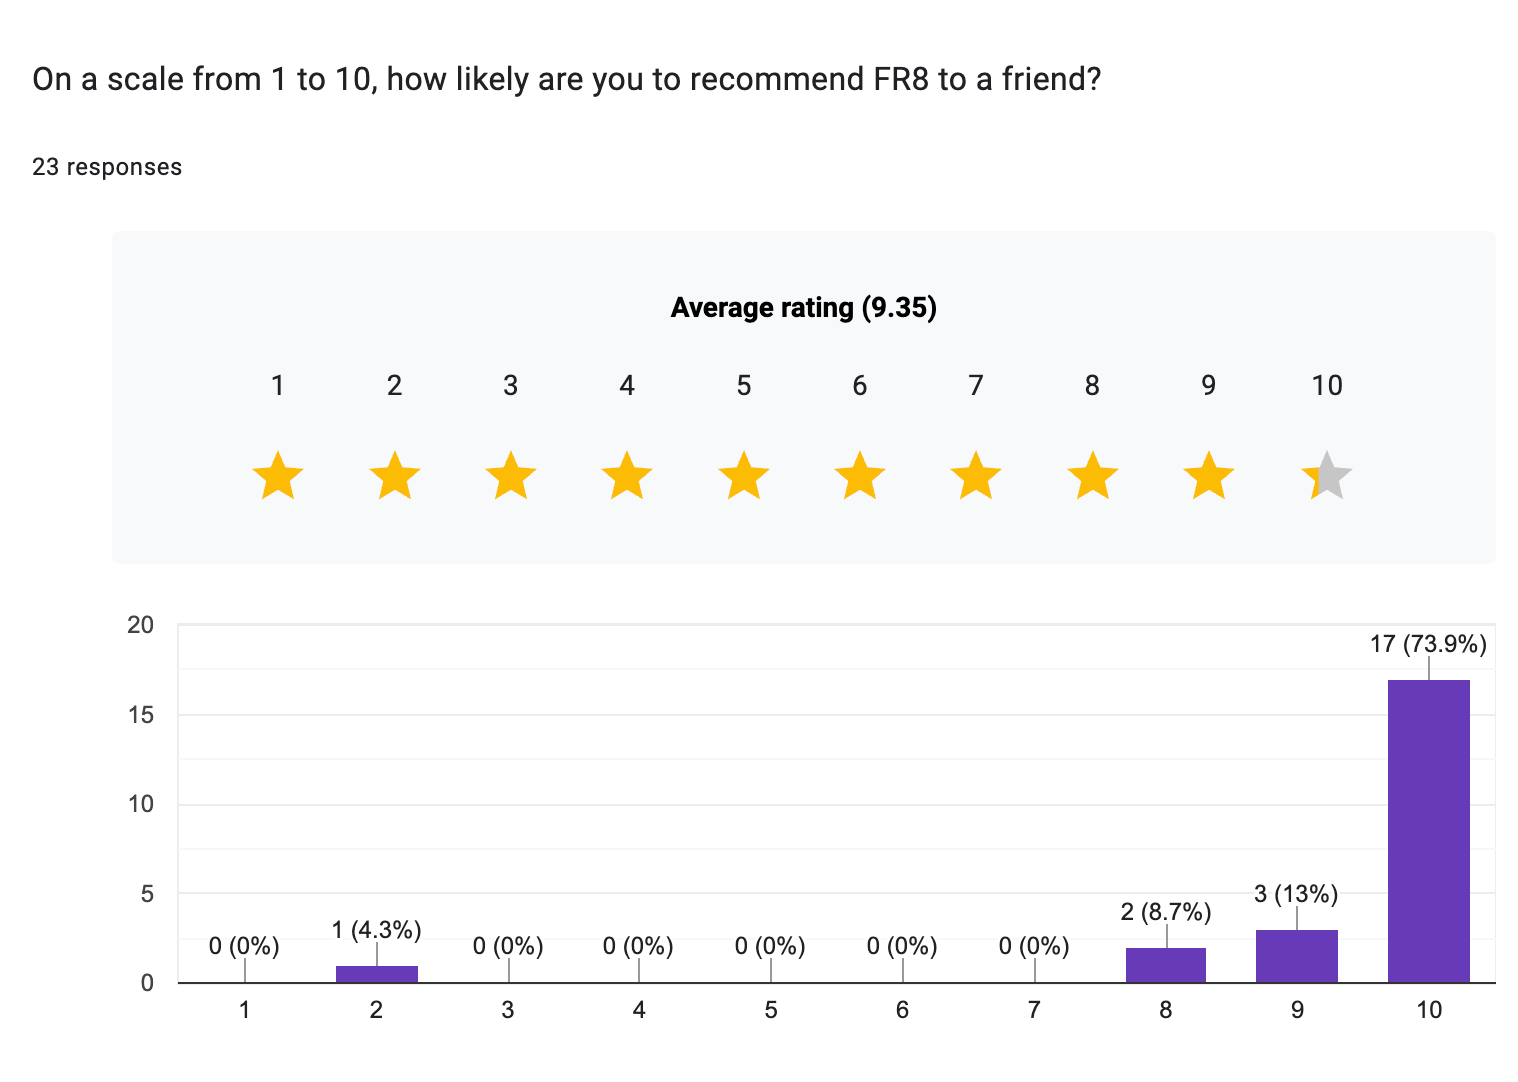 On a scale from 1 to 10, how likely are you to recommend FR8 to a friend?
23 responses
Average rating (9.35)
1 2 3 4 5 6 7 8 9 10
20
17 (73.9%)
15
10
5
3 (13%)
2 (8.7%)
1 (4.3%)
0 (0%) 0 (0%) 0 (0%) 0 (0%) 0 (0%) 0 (0%)
0
1 2 3 4 5 6 7 8 9 10